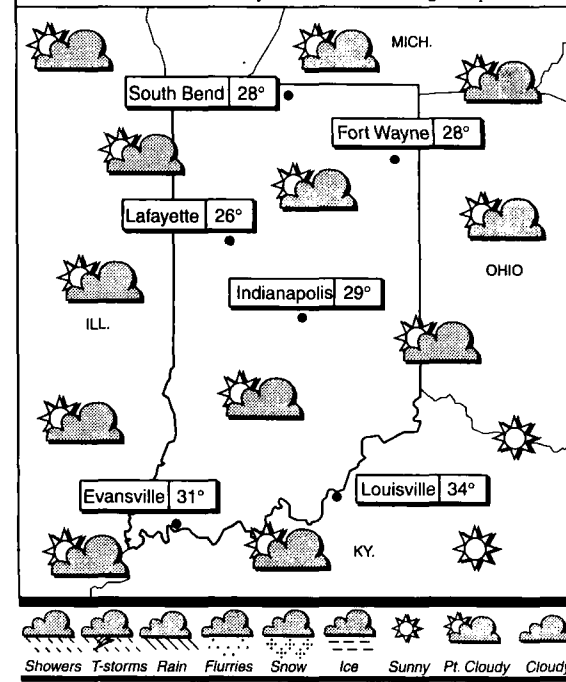 MICH.
South Bend 28°
Fort Wayne 28°
Lafayette 26°
OHIO
Indianapolis 29°
ILL.
Evansville 31°
Louisville 34°
KY.
Showers T-storms Rain Flurries Snow Ice Sunny Pt. Cloudy Cloudy